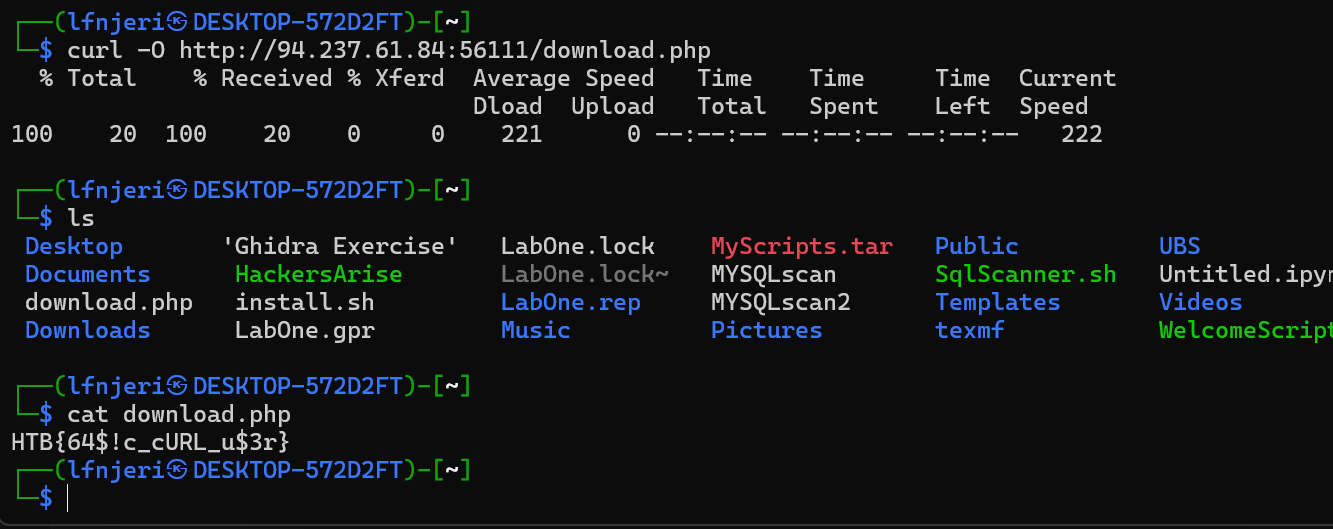 ┌──(lfnjeri㉿DESKTOP-572D2FT)-[~]
└─$ curl -O http://94.237.61.84:56111/download.php
% Total % Received % Xferd Average Speed Time Time Time Current
Dload Upload Total Spent Left Speed
100 20 100 20 0 0 221 0 --:--:-- --:--:-- --:--:-- 222
┌──(lfnjeri㉿DESKTOP-572D2FT)-[~]
└─$ ls
Desktop 'Ghidra Exercise' LabOne.lock MyScripts.tar Public UBS
Documents HackersArise LabOne.lock~ MYSQLscan SqlScanner.sh Untitled.ipyn
download.php install.sh LabOne.rep MYSQLscan2 Templates Videos
Downloads LabOne.gpr Music Pictures texmf WelcomeScript
┌──(lfnjeri㉿DESKTOP-572D2FT)-[~]
└─$ cat download.php
HTB{64$!c_cURL_u$3r}
┌──(lfnjeri㉿DESKTOP-572D2FT)-[~]
└─$